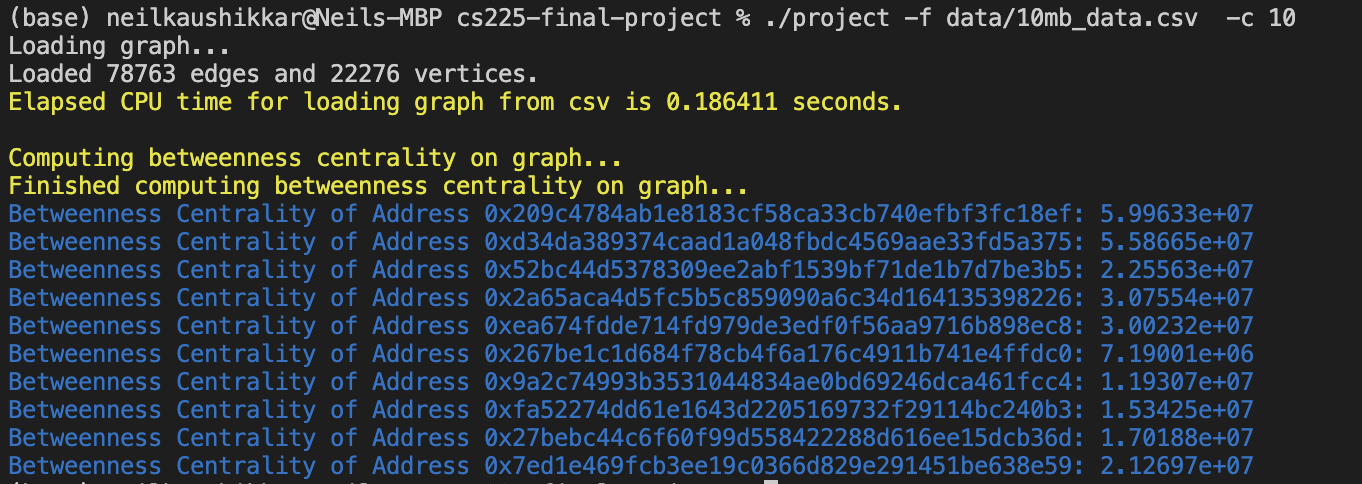 (base) neilkaushikkar@Neils-MBP cs225-final-project % ./project -f data/10mb_data.csv  -c 10
Loading graph...
Loaded 78763 edges and 22276 vertices.
Elapsed CPU time for loading graph from csv is 0.186411 seconds.
Computing betweenness centrality on graph...
Finished computing betweenness centrality on graph...
Betweenness Centrality of Address 0x209c4784ab1e8183cf58ca33cb740efbf3fc18ef: 5.99633e+07
Betweenness Centrality of Address 0xd34da389374caad1a048fbdc4569aae33fd5a375: 5.58665e+07
Betweenness Centrality of Address 0x52bc44d5378309ee2abf1539bf71de1b7d7be3b5: 2.25563e+07
Betweenness Centrality of Address 0x2a65aca4d5fc5b5c859090a6c34d164135398226: 3.07554e+07
Betweenness Centrality of Address 0xea674fdde714fd979de3edf0f56aa9716b898ec8: 3.00232e+07
Betweenness Centrality of Address 0x267be1c1d684f78cb4f6a176c4911b741e4ffdc0: 7.19001e+06
Betweenness Centrality of Address 0x9a2c74993b3531044834ae0bd69246dca461fcc4: 1.19307e+07
Betweenness Centrality of Address 0xfa52274dd61e1643d2205169732f29114bc240b3: 1.53425e+07
Betweenness Centrality of Address 0x27bebc44c6f60f99d558422288d616ee15dcb36d: 1.70188e+07
Betweenness Centrality of Address 0x7ed1e469fcb3ee19c0366d829e291451be638e59: 2.12697e+07